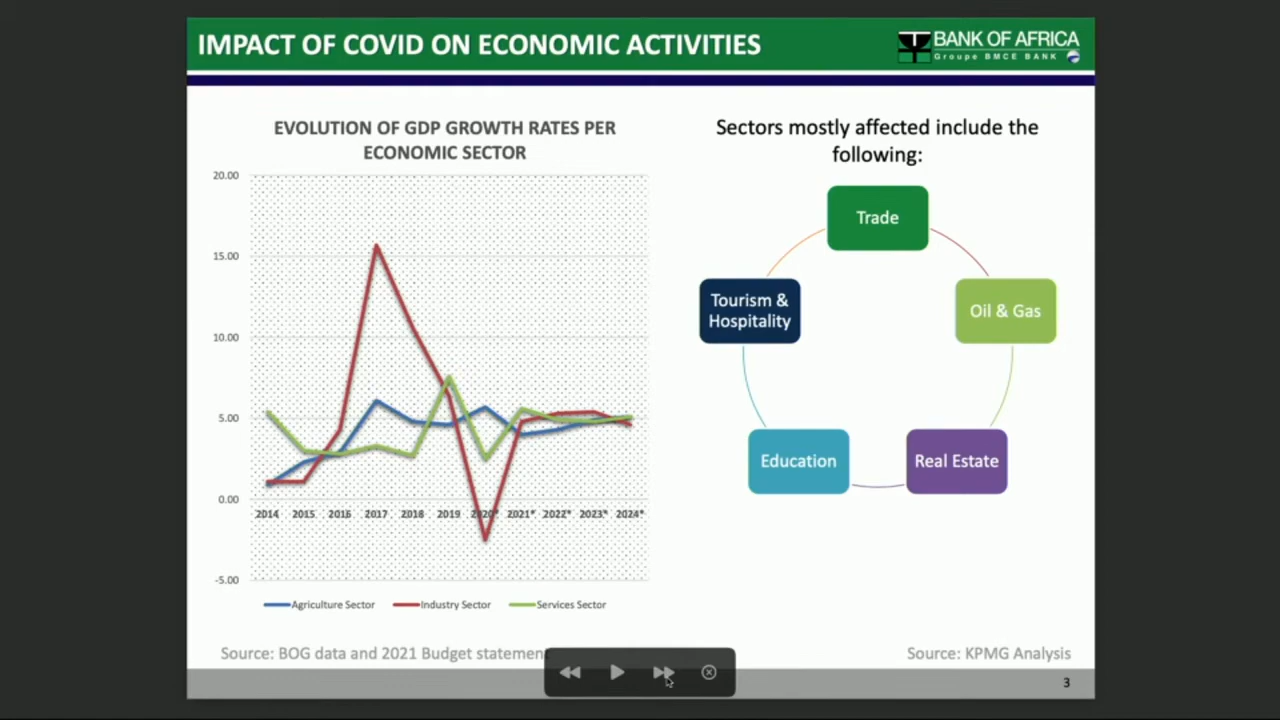 IMPACT OF COVID ON ECONOMIC ACTIVITIES
BANK OF AFRICA
Groupe BMCE BANK
EVOLUTION OF GDP GROWTH RATES PER
ECONOMIC SECTOR
20.00
15.00
10.00
5.00
0.00
-5.00
2014 2015 2016 2017 2018 2019 2020* 2021* 2022* 2023* 2024*
Agriculture Sector Industry Sector Services Sector
Source: BOG data and 2021 Budget statement
Sectors mostly affected include the
following:
Trade
Tourism &
Hospitality
Oil & Gas
Education
Real Estate
Source: KPMG Analysis
3